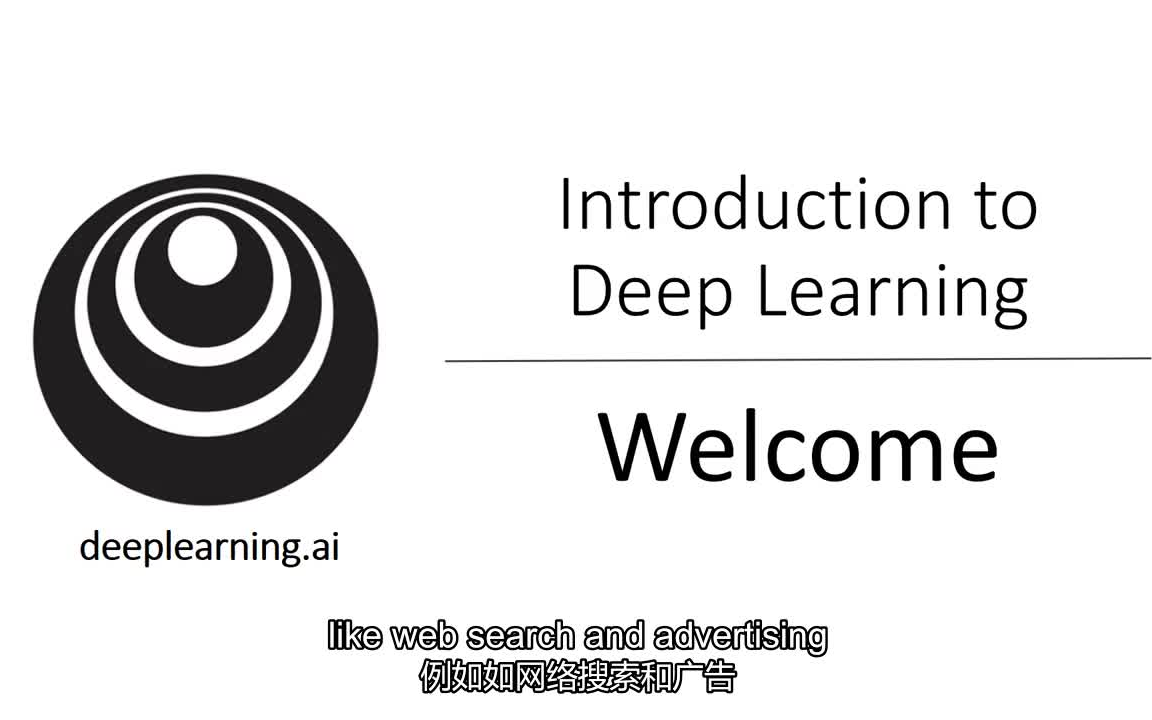 Introduction to
Deep Learning
Welcome
deeplearning.ai
like web search and advertising
例如如网络搜索和广告